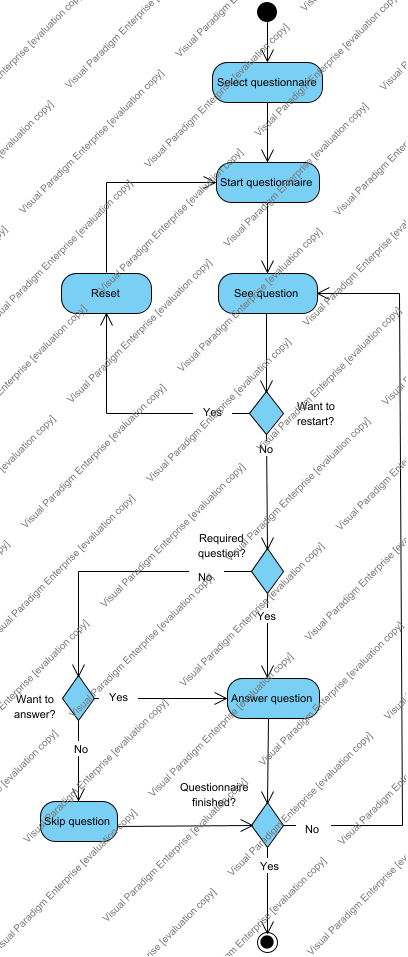 Select questionnaire
Start questionnaire
Reset
See question
Yes
Want to
restart?
No
Required
question?
No
Yes
Want to
answer?
Yes
Answer question
No
Questionnaire
finished?
Skip question
No
Yes
Visual Paradigm Enterprise [evaluation copy]